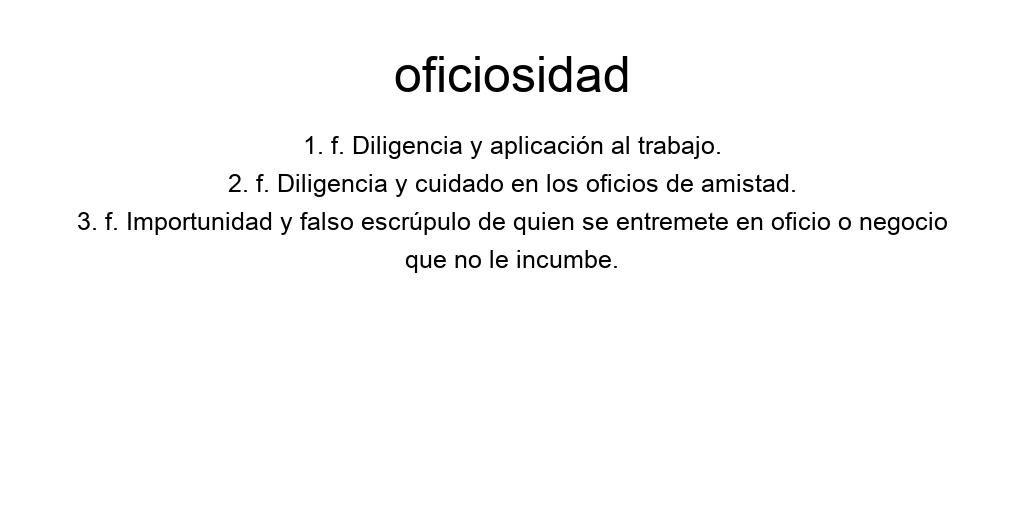 oficiosidad
1. f. Diligencia y aplicación al trabajo.
2. f. Diligencia y cuidado en los oficios de amistad.
3. f. Importunidad y falso escrúpulo de quien se entremete en oficio o negocio
que no le incumbe.